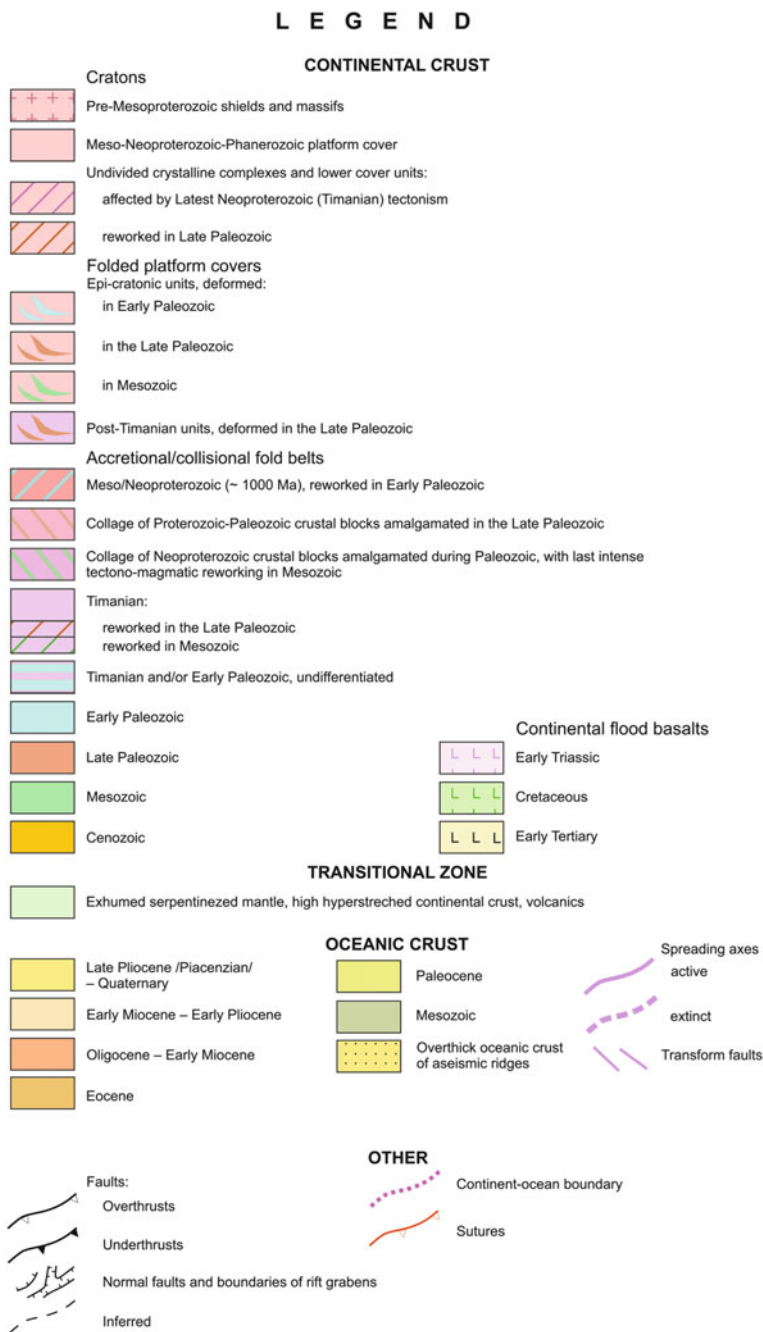 LEGEND
CONTINENTAL CRUST
Cratons
Pre-Mesoproterozoic shields and massifs
Meso-Neoproterozoic-Phanerozoic platform cover
Undivided crystalline complexes and lower cover units:
affected by Latest Neoproterozoic (Timanian) tectonism
reworked in Late Paleozoic
Folded platform covers
Epi-cratonic units, deformed:
in Early Paleozoic
in the Late Paleozoic
in Mesozoic
Post-Timanian units, deformed in the Late Paleozoic
Accretional/collisional fold belts
Meso/Neoproterozoic (~ 1000 Ma), reworked in Early Paleozoic
Collage of Proterozoic-Paleozoic crustal blocks amalgamated in the Late Paleozoic
Collage of Neoproterozoic crustal blocks amalgamated during Paleozoic, with last intense
tectono-magmatic reworking in Mesozoic
Timanian:
reworked in the Late Paleozoic
reworked in Mesozoic
Timanian and/or Early Paleozoic, undifferentiated
Early Paleozoic
Late Paleozoic
Mesozoic
Cenozoic
Continental flood basalts
L L L Early Triassic
L L L Cretaceous
L L L Early Tertiary
TRANSITIONAL ZONE
Exhumed serpentinezed mantle, high hyperstreched continental crust, volcanics
OCEANIC CRUST
Late Pliocene /Piacenzian/
– Quaternary
Early Miocene – Early Pliocene
Oligocene – Early Miocene
Eocene
Paleocene
Mesozoic
Overthick oceanic crust
of aseismic ridges
Spreading axes
active
extinct
Transform faults
OTHER
Faults:
Overthrusts
Underthrusts
Normal faults and boundaries of rift grabens
Inferred
Continent-ocean boundary
Sutures